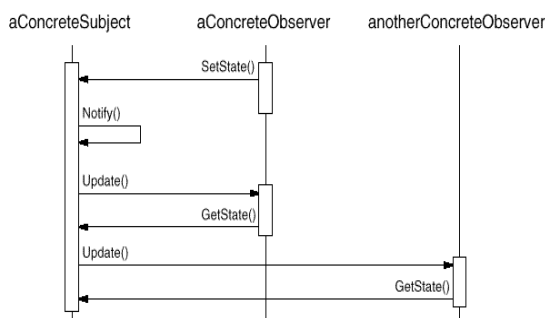 aConcreteSubject aConcreteObserver anotherConcreteObserver
SetState()
Notify()
Update()
GetState()
Update()
GetState()